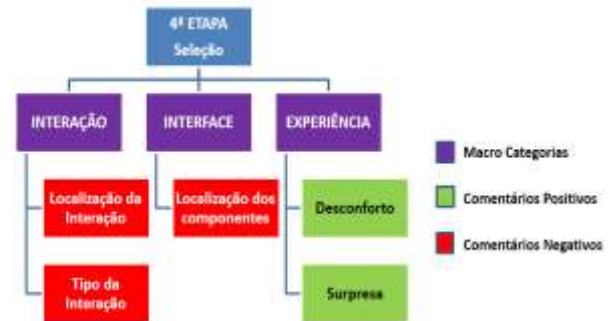 4ª ETAPA
Seleção
INTERAÇÃO
INTERFACE
EXPERIÊNCIA
Localização da
Interação
Localização dos
componentes
Desconforto
Tipo da
Interação
Surpresa
Macro Categorias
Comentários Positivos
Comentários Negativos